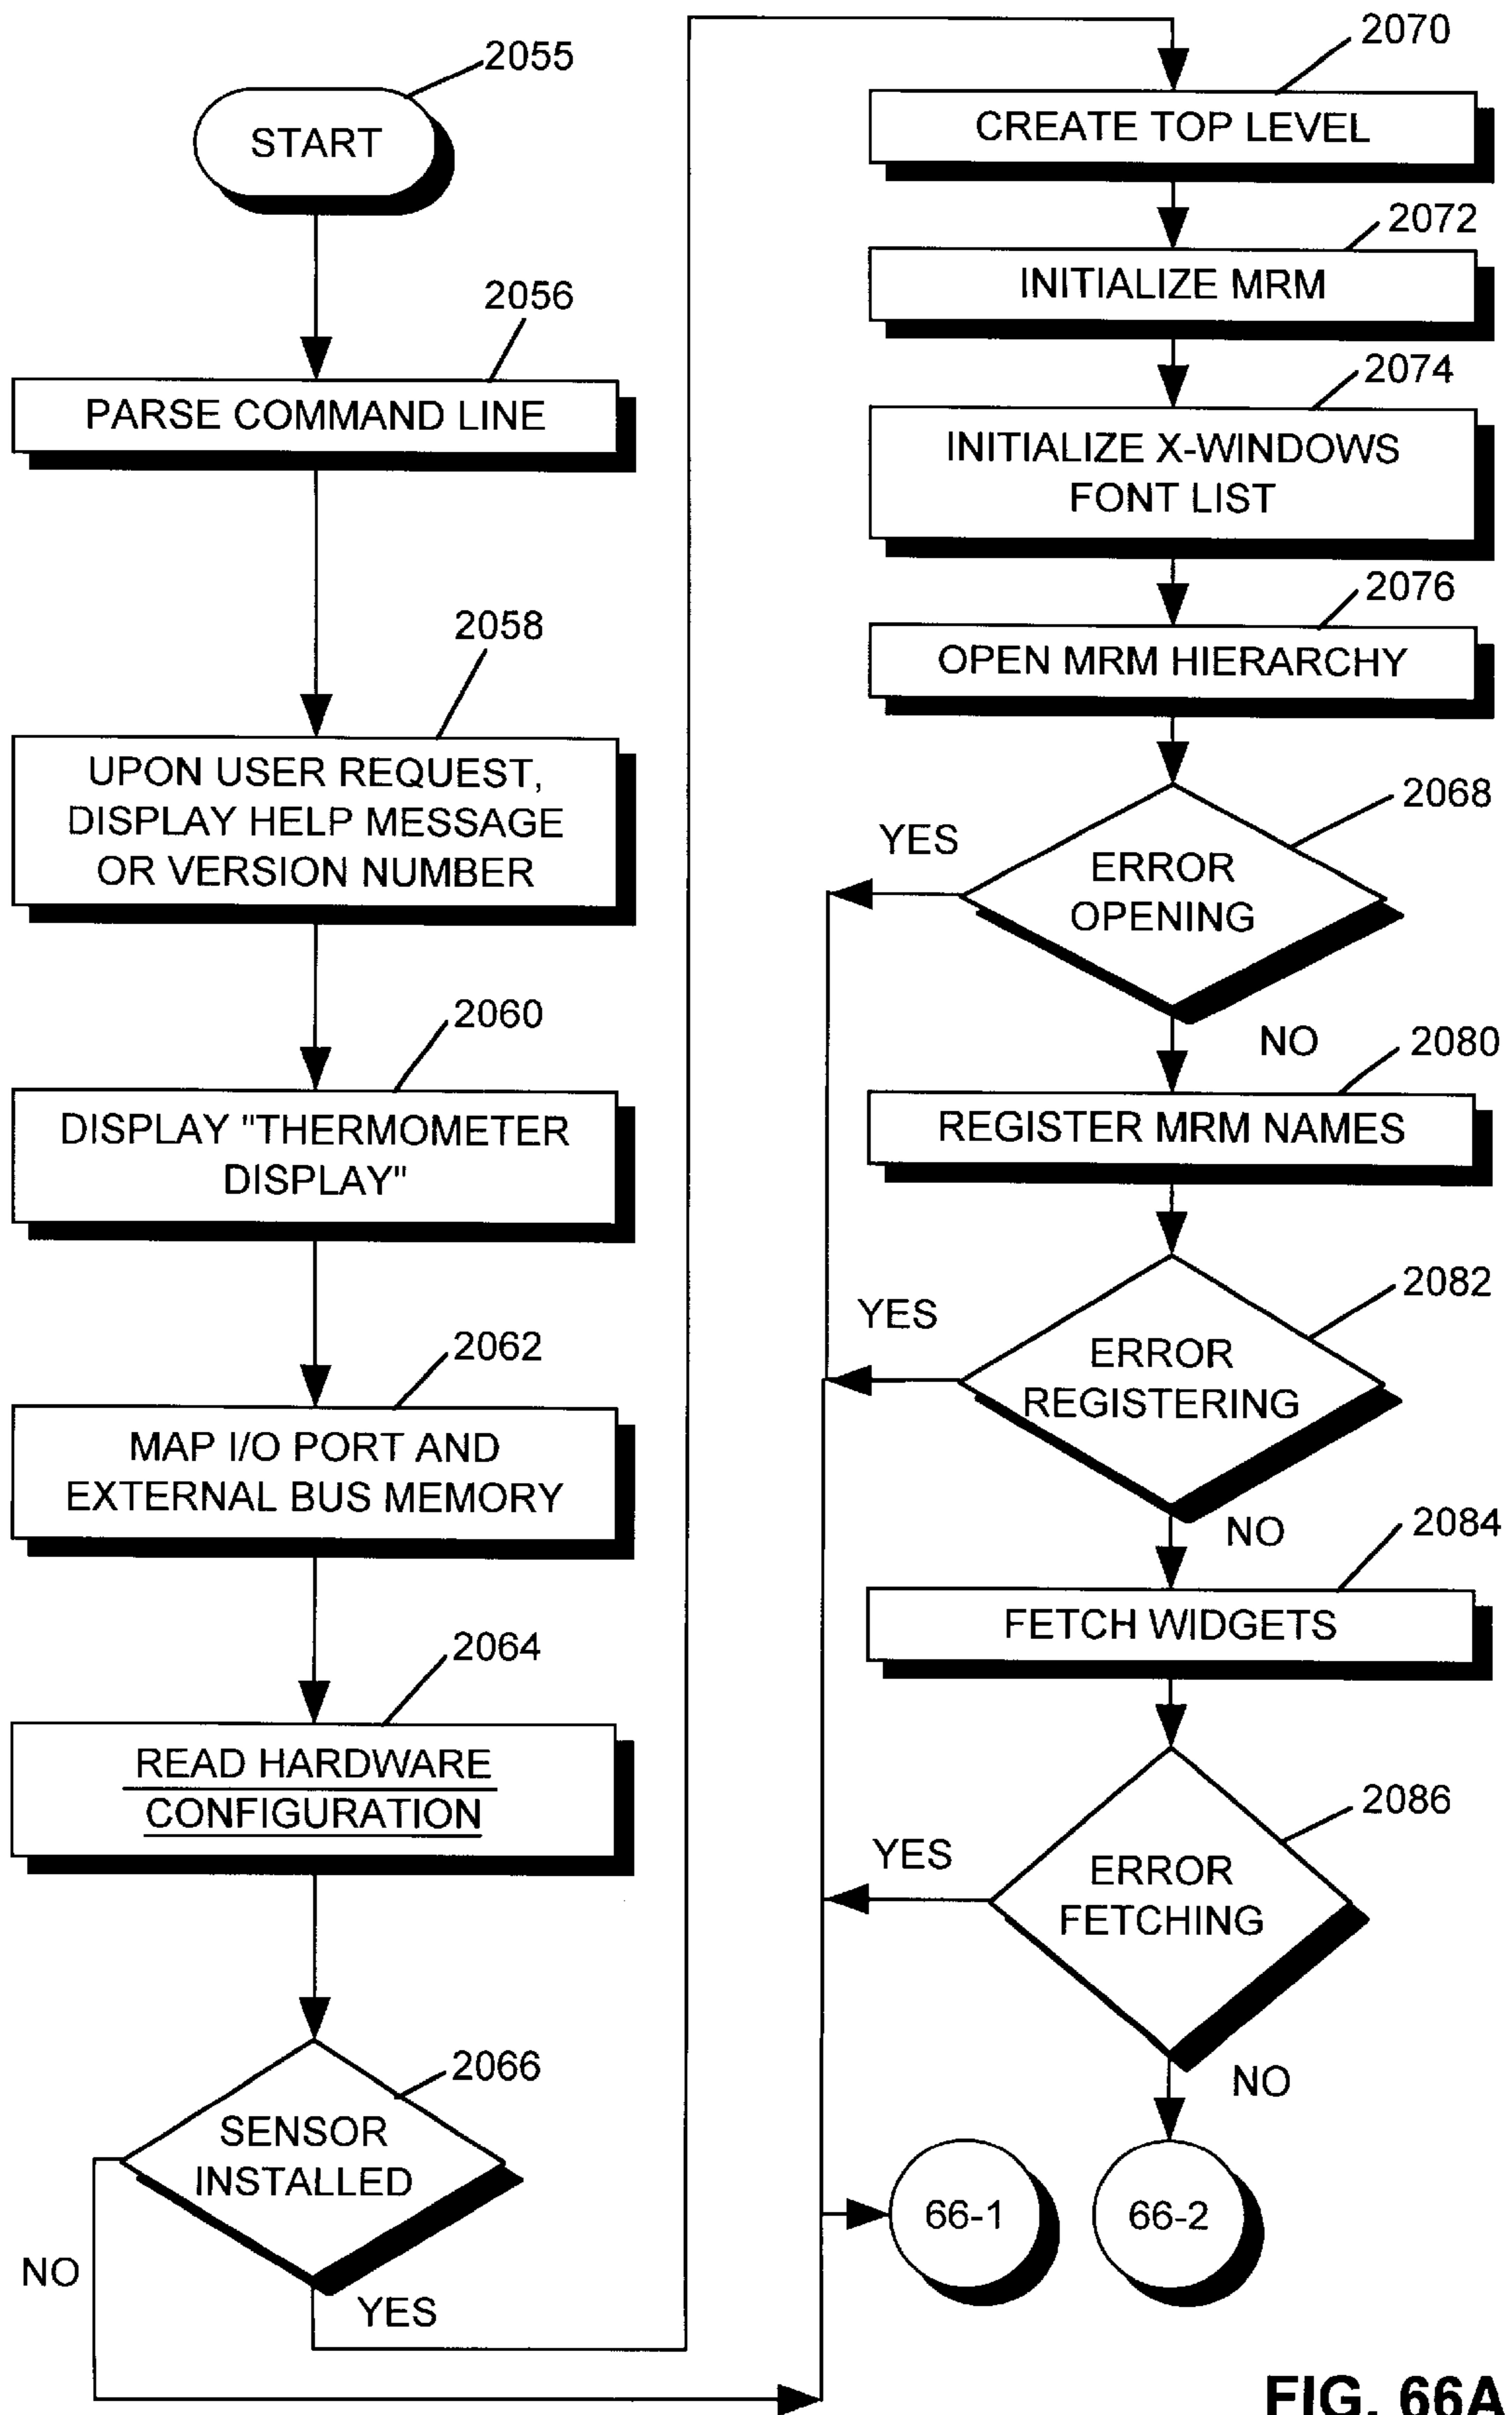 2055
START
2056
PARSE COMMAND LINE
2058
UPON USER REQUEST,
DISPLAY HELP MESSAGE
OR VERSION NUMBER
2060
DISPLAY "THERMOMETER
DISPLAY"
2062
MAP I/O PORT AND
EXTERNAL BUS MEMORY
2064
READ HARDWARE
CONFIGURATION
2066
SENSOR
INSTALLED
NO
YES
2070
CREATE TOP LEVEL
2072
INITIALIZE MRM
2074
INITIALIZE X-WINDOWS
FONT LIST
2076
OPEN MRM HIERARCHY
2068
YES
ERROR
OPENING
NO
2080
REGISTER MRM NAMES
2082
YES
ERROR
REGISTERING
NO
2084
FETCH WIDGETS
2086
YES
ERROR
FETCHING
NO
66-1
66-2
FIG. 66A